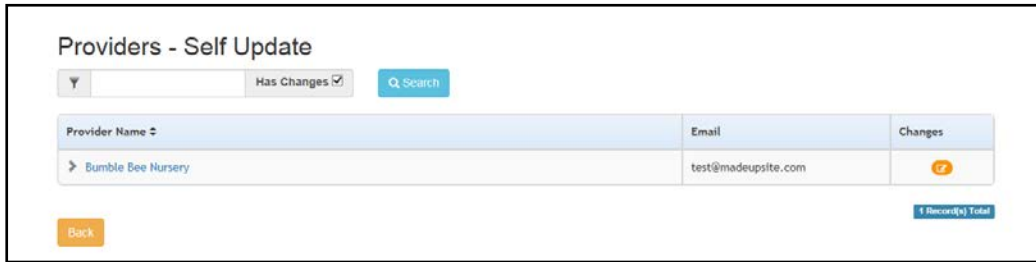 Providers - Self Update
Has Changes
Search
Provider Name Email Changes
Bumble Bee Nursery test@madeupsite.com
1 Record(s) Total
Back